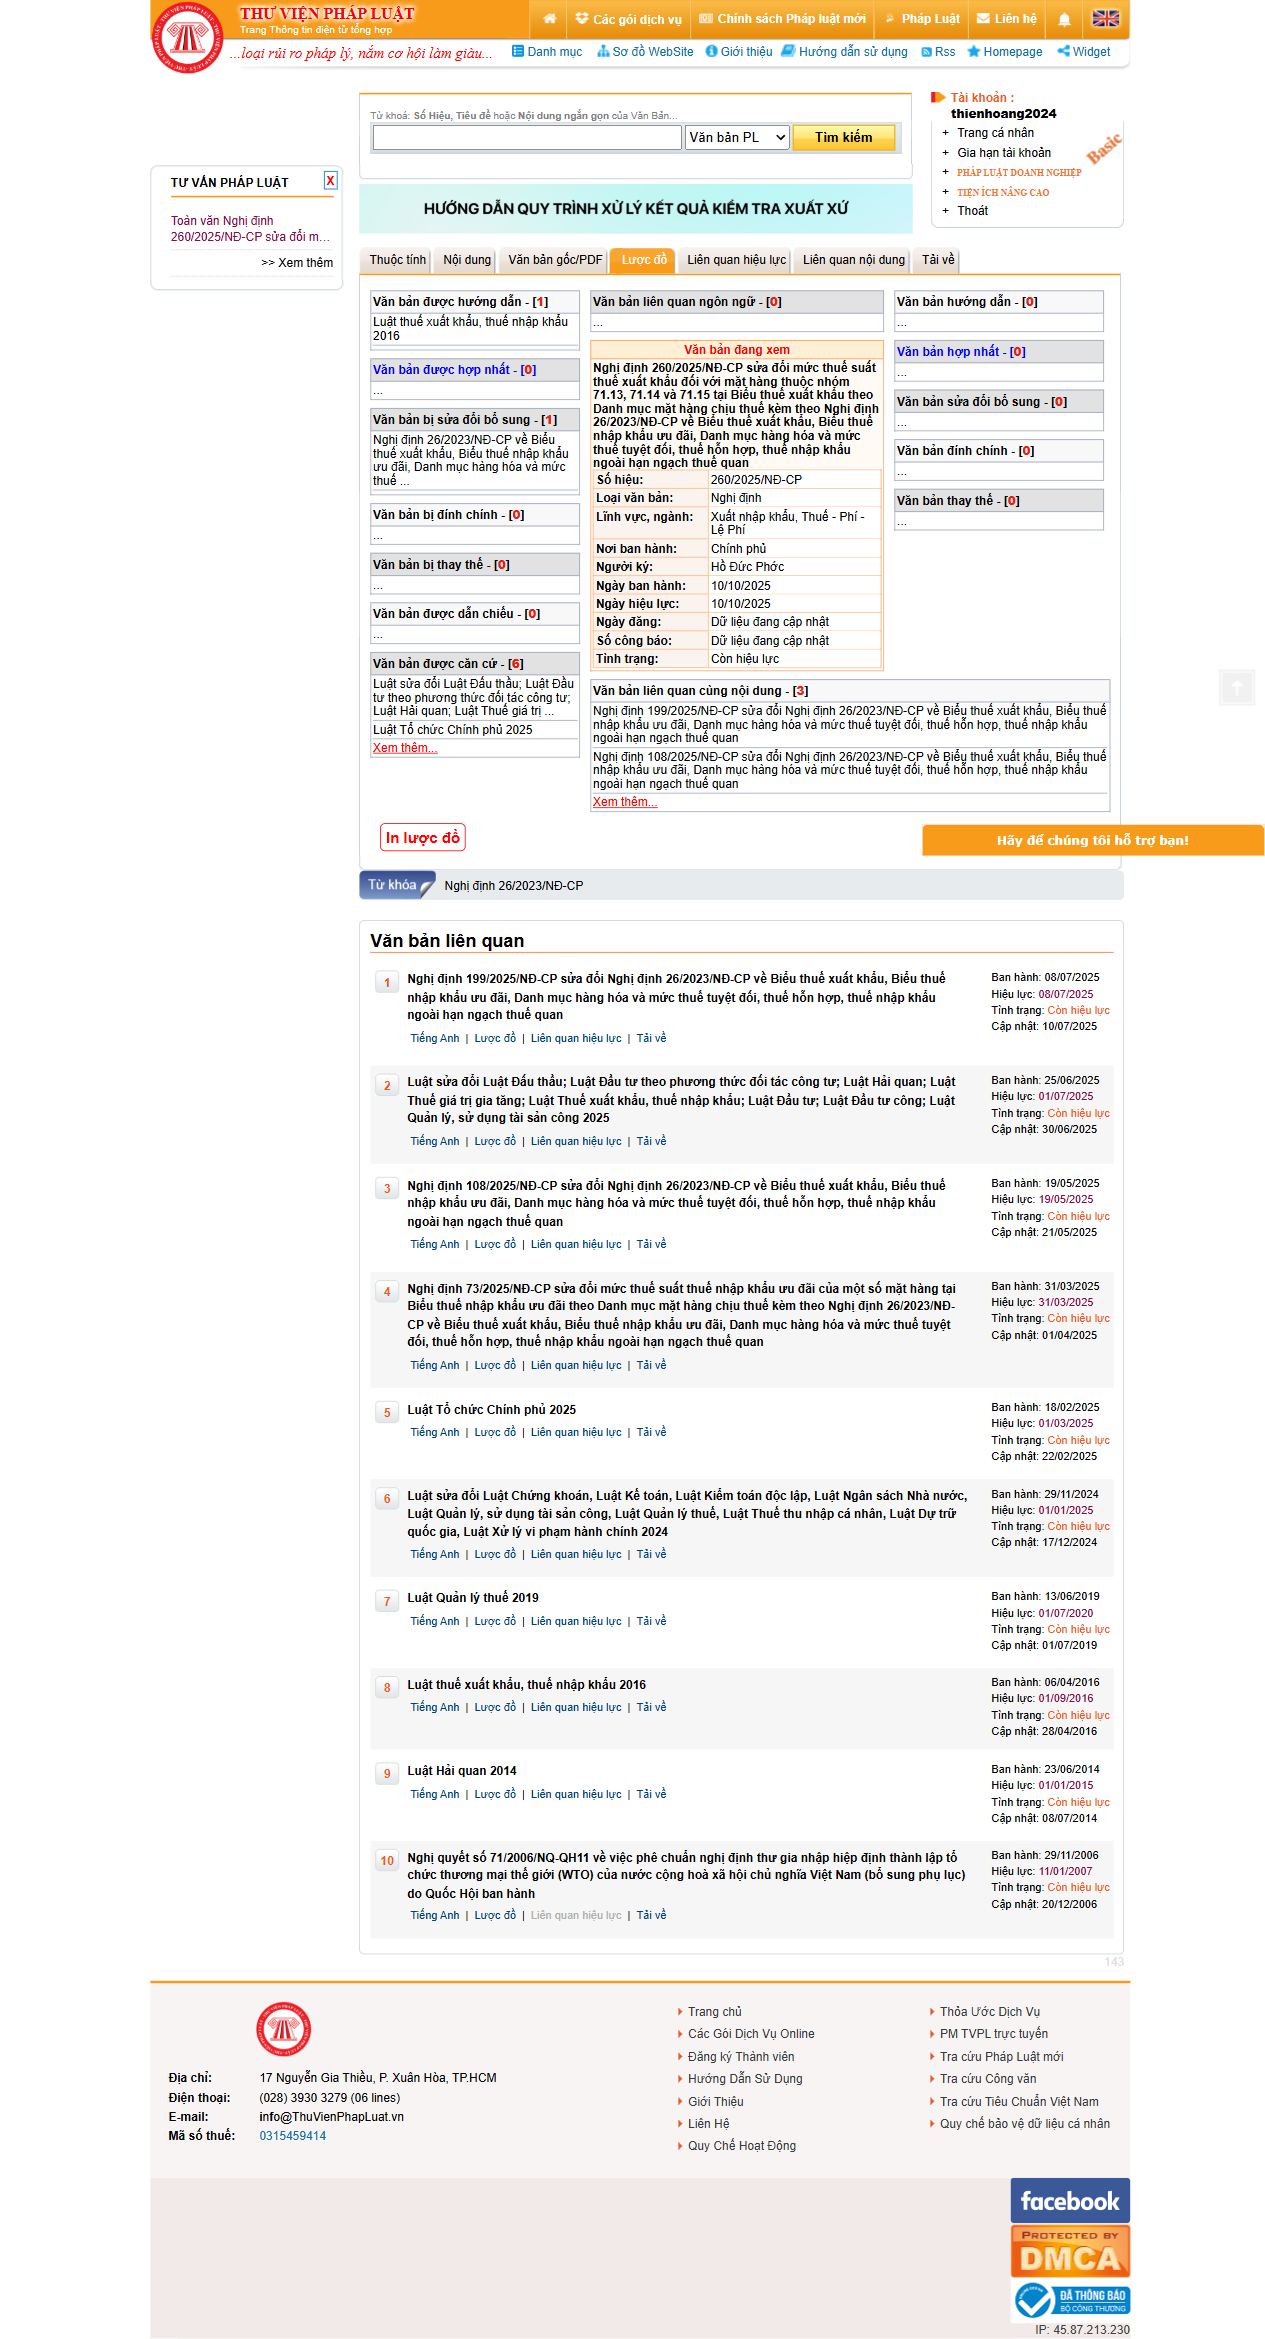 THƯ VIỆN PHÁP LUẬT
Trang Thông tin điện tử tổng hợp
...loại rủi ro pháp lý, nắm cơ hội làm giàu...
Các gói dịch vụ
Chính sách Pháp luật mới
Pháp Luật
Liên hệ
Danh mục
Sơ đồ WebSite
Giới thiệu
Hướng dẫn sử dụng
Rss
Homepage
Widget
TƯ VẤN PHÁP LUẬT
X
Toàn văn Nghị định
260/2025/NĐ-CP sửa đổi m...
>> Xem thêm
Từ khoá: Số Hiệu, Tiêu đề hoặc Nội dung ngắn gọn của Văn Bản...
Văn bản PL
Tìm kiếm
Tài khoản :
thienhoang2024
+ Trang cá nhân
+ Gia hạn tài khoản
+ PHÁP LUẬT DOANH NGHIỆP
+ TIỆN ÍCH NÂNG CAO
+ Thoát
Basic
HƯỚNG DẪN QUY TRÌNH XỬ LÝ KẾT QUẢ KIỂM TRA XUẤT XỨ
Thuộc tính
Nội dung
Văn bản gốc/PDF
Lược đồ
Liên quan hiệu lực
Liên quan nội dung
Tải về
Văn bản được hướng dẫn - [1]
Luật thuế xuất khẩu, thuế nhập khẩu
2016
Văn bản được hợp nhất - [0]
...
Văn bản bị sửa đổi bổ sung - [1]
Nghị định 26/2023/NĐ-CP về Biểu
thuế xuất khẩu, Biểu thuế nhập khẩu
ưu đãi, Danh mục hàng hóa và mức
thuế ...
Văn bản bị đính chính - [0]
...
Văn bản bị thay thế - [0]
...
Văn bản được dẫn chiếu - [0]
...
Văn bản được căn cứ - [6]
Luật sửa đổi Luật Đấu thầu; Luật Đầu
tư theo phương thức đối tác công tư;
Luật Hải quan; Luật Thuế giá trị ...
Luật Tổ chức Chính phủ 2025
Xem thêm...
Văn bản liên quan ngôn ngữ - [0]
...
Văn bản đang xem
Nghị định 260/2025/NĐ-CP sửa đổi mức thuế suất
thuế xuất khẩu đối với mặt hàng thuộc nhóm
71.13, 71.14 và 71.15 tại Biểu thuế xuất khẩu theo
Danh mục mặt hàng chịu thuế kèm theo Nghị định
26/2023/NĐ-CP về Biểu thuế xuất khẩu, Biểu thuế
nhập khẩu ưu đãi, Danh mục hàng hóa và mức
thuế tuyệt đối, thuế hỗn hợp, thuế nhập khẩu
ngoài hạn ngạch thuế quan
Số hiệu: 260/2025/NĐ-CP
Loại văn bản: Nghị định
Lĩnh vực, ngành: Xuất nhập khẩu, Thuế - Phí -
Lệ Phí
Nơi ban hành: Chính phủ
Người ký: Hồ Đức Phớc
Ngày ban hành: 10/10/2025
Ngày hiệu lực: 10/10/2025
Ngày đăng: Dữ liệu đang cập nhật
Số công báo: Dữ liệu đang cập nhật
Tình trạng: Còn hiệu lực
Văn bản hướng dẫn - [0]
...
Văn bản hợp nhất - [0]
...
Văn bản sửa đổi bổ sung - [0]
...
Văn bản đính chính - [0]
...
Văn bản thay thế - [0]
...
Văn bản liên quan cùng nội dung - [3]
Nghị định 199/2025/NĐ-CP sửa đổi Nghị định 26/2023/NĐ-CP về Biểu thuế xuất khẩu, Biểu thuế
nhập khẩu ưu đãi, Danh mục hàng hóa và mức thuế tuyệt đối, thuế hỗn hợp, thuế nhập khẩu
ngoài hạn ngạch thuế quan
Nghị định 108/2025/NĐ-CP sửa đổi Nghị định 26/2023/NĐ-CP về Biểu thuế xuất khẩu, Biểu thuế
nhập khẩu ưu đãi, Danh mục hàng hóa và mức thuế tuyệt đối, thuế hỗn hợp, thuế nhập khẩu
ngoài hạn ngạch thuế quan
Xem thêm...
In lược đồ
Hãy để chúng tôi hỗ trợ bạn!
Từ khóa
Nghị định 26/2023/NĐ-CP
Văn bản liên quan
1
Nghị định 199/2025/NĐ-CP sửa đổi Nghị định 26/2023/NĐ-CP về Biểu thuế xuất khẩu, Biểu thuế
nhập khẩu ưu đãi, Danh mục hàng hóa và mức thuế tuyệt đối, thuế hỗn hợp, thuế nhập khẩu
ngoài hạn ngạch thuế quan
Tiếng Anh | Lược đồ | Liên quan hiệu lực | Tải về
Ban hành: 08/07/2025
Hiệu lực: 08/07/2025
Tình trạng: Còn hiệu lực
Cập nhật: 10/07/2025
2
Luật sửa đổi Luật Đấu thầu; Luật Đầu tư theo phương thức đối tác công tư; Luật Hải quan; Luật
Thuế giá trị gia tăng; Luật Thuế xuất khẩu, thuế nhập khẩu; Luật Đầu tư; Luật Đầu tư công; Luật
Quản lý, sử dụng tài sản công 2025
Tiếng Anh | Lược đồ | Liên quan hiệu lực | Tải về
Ban hành: 25/06/2025
Hiệu lực: 01/07/2025
Tình trạng: Còn hiệu lực
Cập nhật: 30/06/2025
3
Nghị định 108/2025/NĐ-CP sửa đổi Nghị định 26/2023/NĐ-CP về Biểu thuế xuất khẩu, Biểu thuế
nhập khẩu ưu đãi, Danh mục hàng hóa và mức thuế tuyệt đối, thuế hỗn hợp, thuế nhập khẩu
ngoài hạn ngạch thuế quan
Tiếng Anh | Lược đồ | Liên quan hiệu lực | Tải về
Ban hành: 19/05/2025
Hiệu lực: 19/05/2025
Tình trạng: Còn hiệu lực
Cập nhật: 21/05/2025
4
Nghị định 73/2025/NĐ-CP sửa đổi mức thuế suất thuế nhập khẩu ưu đãi của một số mặt hàng tại
Biểu thuế nhập khẩu ưu đãi theo Danh mục mặt hàng chịu thuế kèm theo Nghị định 26/2023/NĐ-
CP về Biểu thuế xuất khẩu, Biểu thuế nhập khẩu ưu đãi, Danh mục hàng hóa và mức thuế tuyệt
đối, thuế hỗn hợp, thuế nhập khẩu ngoài hạn ngạch thuế quan
Tiếng Anh | Lược đồ | Liên quan hiệu lực | Tải về
Ban hành: 31/03/2025
Hiệu lực: 31/03/2025
Tình trạng: Còn hiệu lực
Cập nhật: 01/04/2025
5
Luật Tổ chức Chính phủ 2025
Tiếng Anh | Lược đồ | Liên quan hiệu lực | Tải về
Ban hành: 18/02/2025
Hiệu lực: 01/03/2025
Tình trạng: Còn hiệu lực
Cập nhật: 22/02/2025
6
Luật sửa đổi Luật Chứng khoán, Luật Kế toán, Luật Kiểm toán độc lập, Luật Ngân sách Nhà nước,
Luật Quản lý, sử dụng tài sản công, Luật Quản lý thuế, Luật Thuế thu nhập cá nhân, Luật Dự trữ
quốc gia, Luật Xử lý vi phạm hành chính 2024
Tiếng Anh | Lược đồ | Liên quan hiệu lực | Tải về
Ban hành: 29/11/2024
Hiệu lực: 01/01/2025
Tình trạng: Còn hiệu lực
Cập nhật: 17/12/2024
7
Luật Quản lý thuế 2019
Tiếng Anh | Lược đồ | Liên quan hiệu lực | Tải về
Ban hành: 13/06/2019
Hiệu lực: 01/07/2020
Tình trạng: Còn hiệu lực
Cập nhật: 01/07/2019
8
Luật thuế xuất khẩu, thuế nhập khẩu 2016
Tiếng Anh | Lược đồ | Liên quan hiệu lực | Tải về
Ban hành: 06/04/2016
Hiệu lực: 01/09/2016
Tình trạng: Còn hiệu lực
Cập nhật: 28/04/2016
9
Luật Hải quan 2014
Tiếng Anh | Lược đồ | Liên quan hiệu lực | Tải về
Ban hành: 23/06/2014
Hiệu lực: 01/01/2015
Tình trạng: Còn hiệu lực
Cập nhật: 08/07/2014
10
Nghị quyết số 71/2006/NQ-QH11 về việc phê chuẩn nghị định thư gia nhập hiệp định thành lập tổ
chức thương mại thế giới (WTO) của nước cộng hoà xã hội chủ nghĩa Việt Nam (bổ sung phụ lục)
do Quốc Hội ban hành
Tiếng Anh | Lược đồ | Liên quan hiệu lực | Tải về
Ban hành: 29/11/2006
Hiệu lực: 11/01/2007
Tình trạng: Còn hiệu lực
Cập nhật: 20/12/2006
143
Địa chỉ: 17 Nguyễn Gia Thiều, P. Xuân Hòa, TP.HCM
Điện thoại: (028) 3930 3279 (06 lines)
E-mail: info@ThuVienPhapLuat.vn
Mã số thuế: 0315459414
Trang chủ
Các Gói Dịch Vụ Online
Đăng ký Thành viên
Hướng Dẫn Sử Dụng
Giới Thiệu
Liên Hệ
Quy Chế Hoạt Động
Thỏa Ước Dịch Vụ
PM TVPL trực tuyến
Tra cứu Pháp Luật mới
Tra cứu Công văn
Tra cứu Tiêu Chuẩn Việt Nam
Quy chế bảo vệ dữ liệu cá nhân
facebook
PROTECTED BY
DMCA
ĐÃ THÔNG BÁO
BỘ CÔNG THƯƠNG
IP: 45.87.213.230